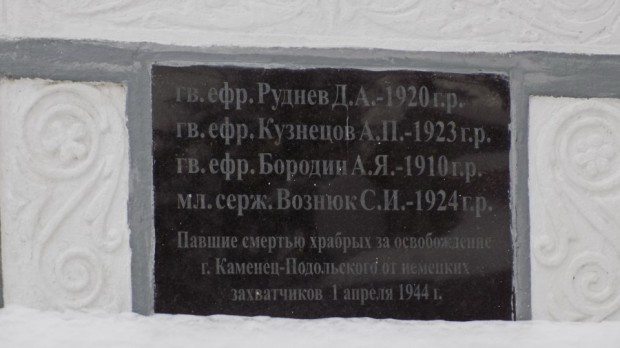 гв. ефр. Руднев Д.А.-1920 г.р.
гв. ефр. Кузнецов А.П.-1923 г.р.
гв. ефр. Бородин А.Я.-1910 г.р.
мл. серж. Вознюк С.И.-1924 г.р.
Павшие смертью храбрых за освобождение
г. Каменец-Подольского от немецких
захватчиков 1 апреля 1944 г.